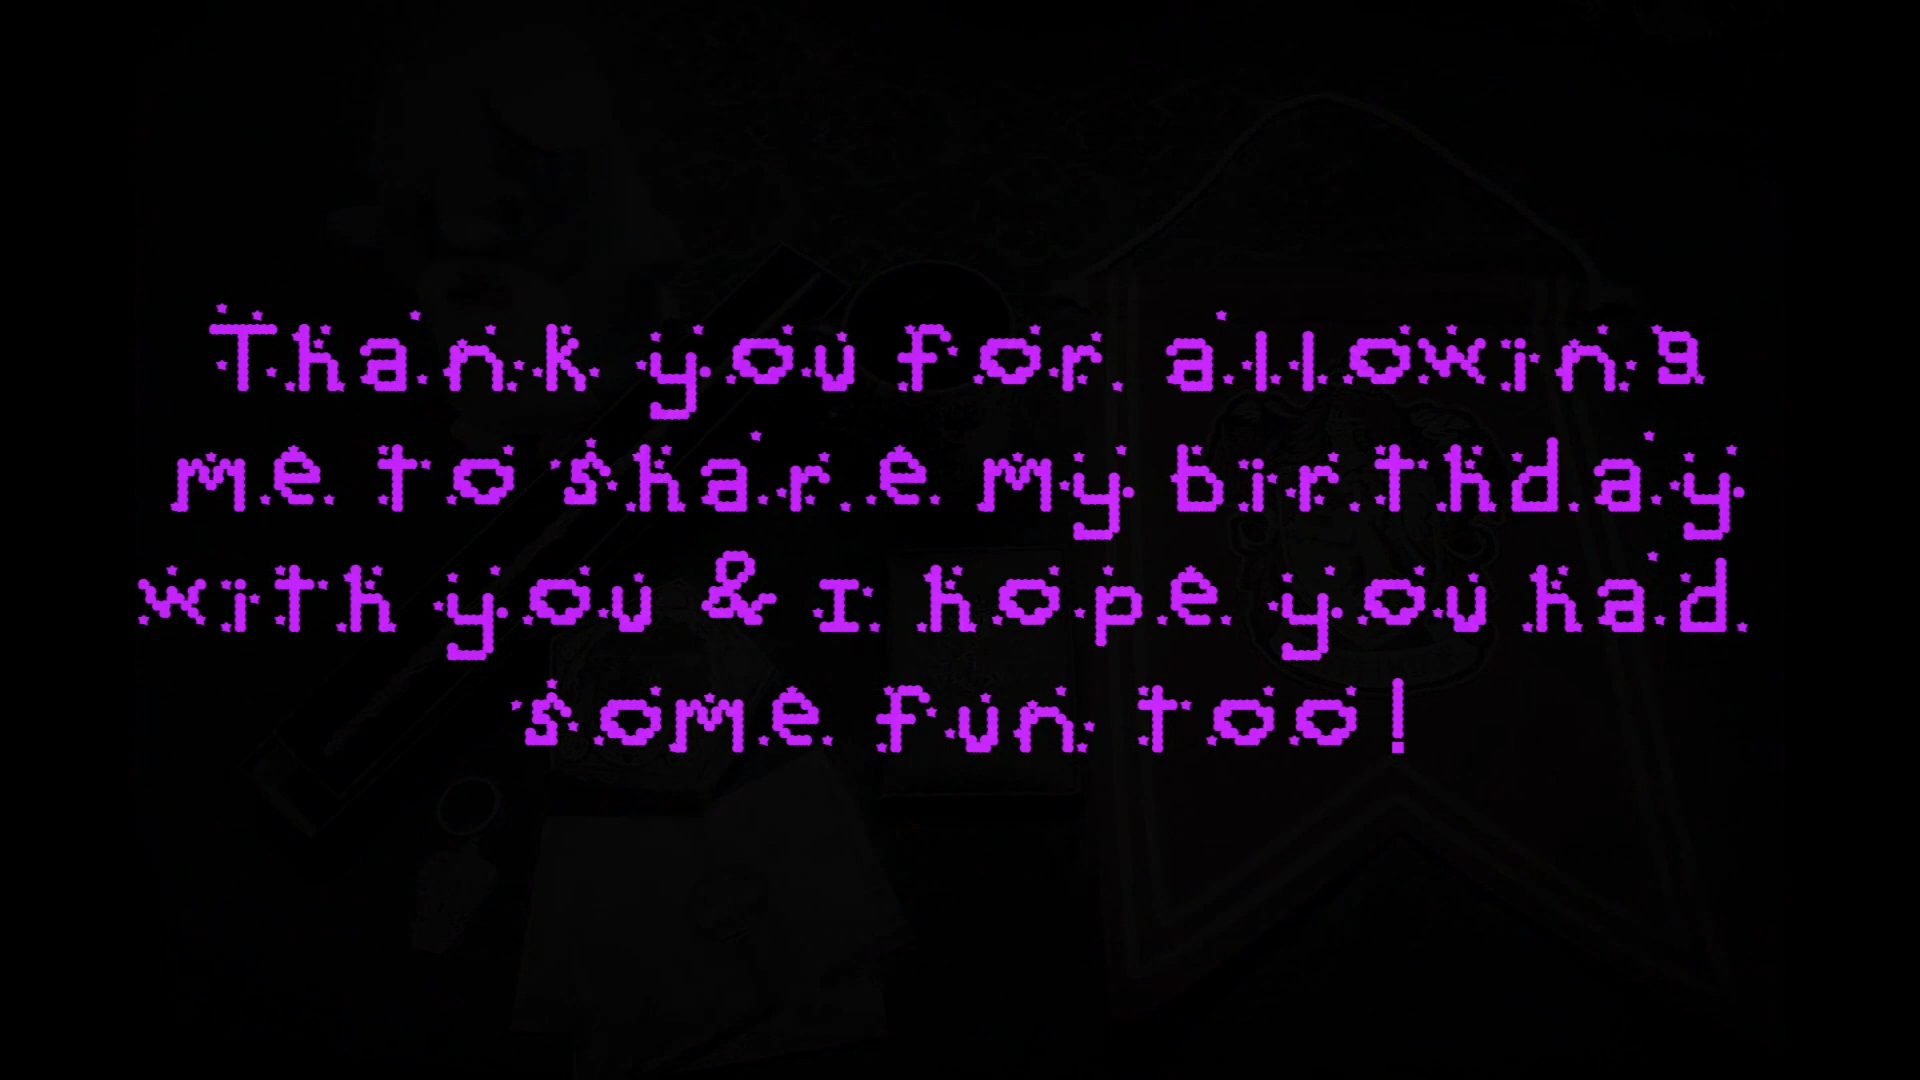 Thank you for allowing
me to share my birthday
with you & I hope you had
some fun too!